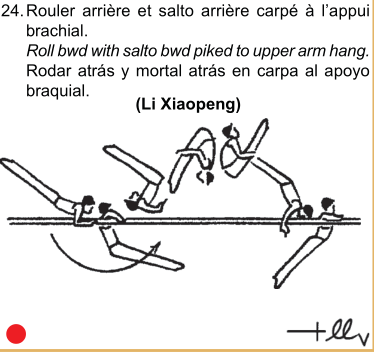 24. Rouler arrière et salto arrière carpé à l'appui
brachial.
Roll bwd with salto bwd piked to upper arm hang.
Rodar atrás y mortal atrás en carpa al apoyo
braquial.
(Li Xiaopeng)